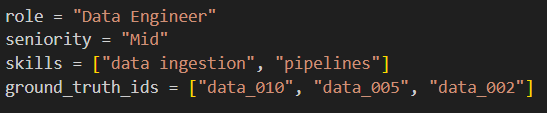 role = "Data Engineer"
seniority = "Mid"
skills = ["data ingestion", "pipelines"]
ground_truth_ids = ["data_010", "data_005", "data_002"]